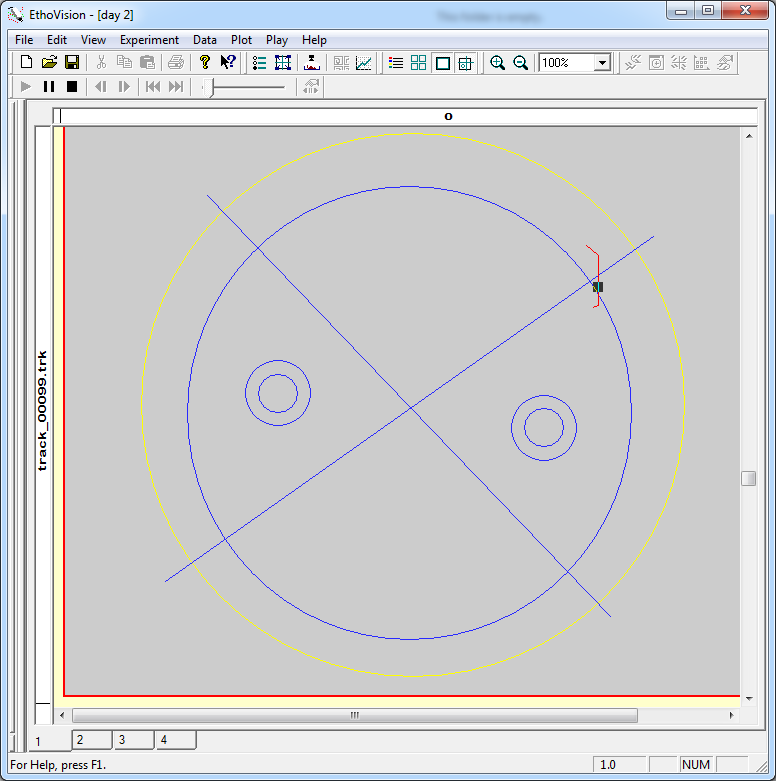 EthoVision - [day 2]
This folder is empty.
File Edit View Experiment Data Plot Play Help
100%
o
track_00099.trk
1 2 3 4
For Help, press F1.
1.0
NUM